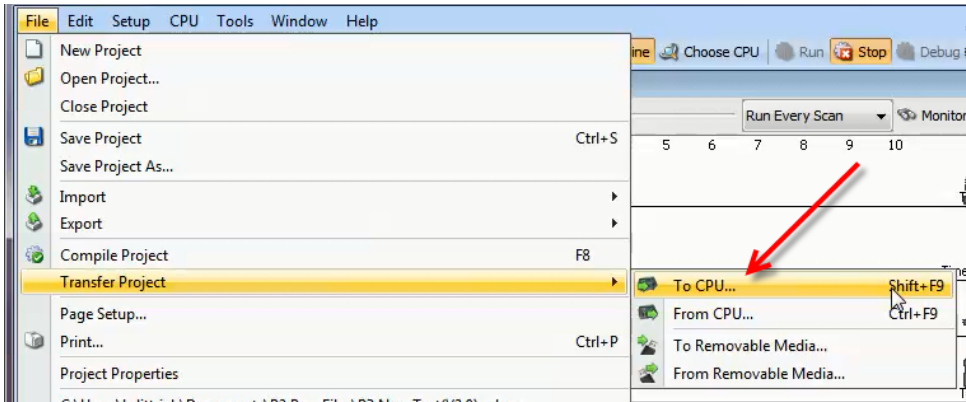 File Edit Setup CPU Tools Window Help
New Project
Open Project...
Close Project
Save Project Ctrl+S
Save Project As...
Import
Export
Compile Project F8
Transfer Project
Page Setup...
Print... Ctrl+P
Project Properties
ine Choose CPU Run Stop Debug
Run Every Scan Monitor
5 6 7 8 9 10
To CPU... Shift+F9
From CPU... Ctrl+F9
To Removable Media...
From Removable Media...